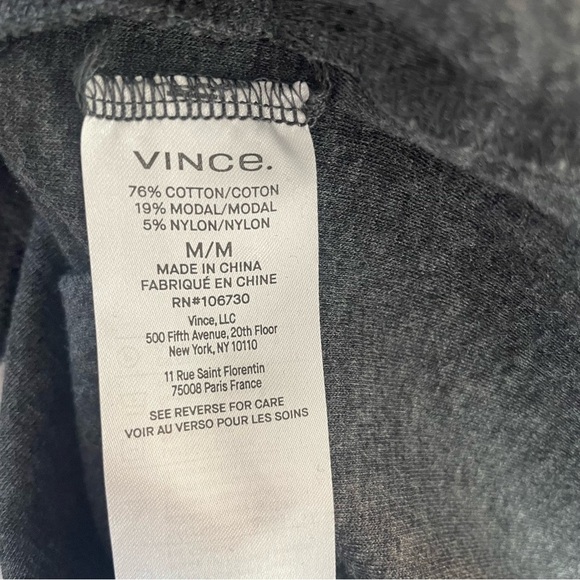 VINCE.
76% COTTON/COTON
19% MODAL/MODAL
5% NYLON/NYLON
M/M
MADE IN CHINA
FABRIQUÉ EN CHINE
RN#106730
Vince, LLC
500 Fifth Avenue, 20th Floor
New York, NY 10110
11 Rue Saint Florentin
75008 Paris France
SEE REVERSE FOR CARE
VOIR AU VERSO POUR LES SOINS